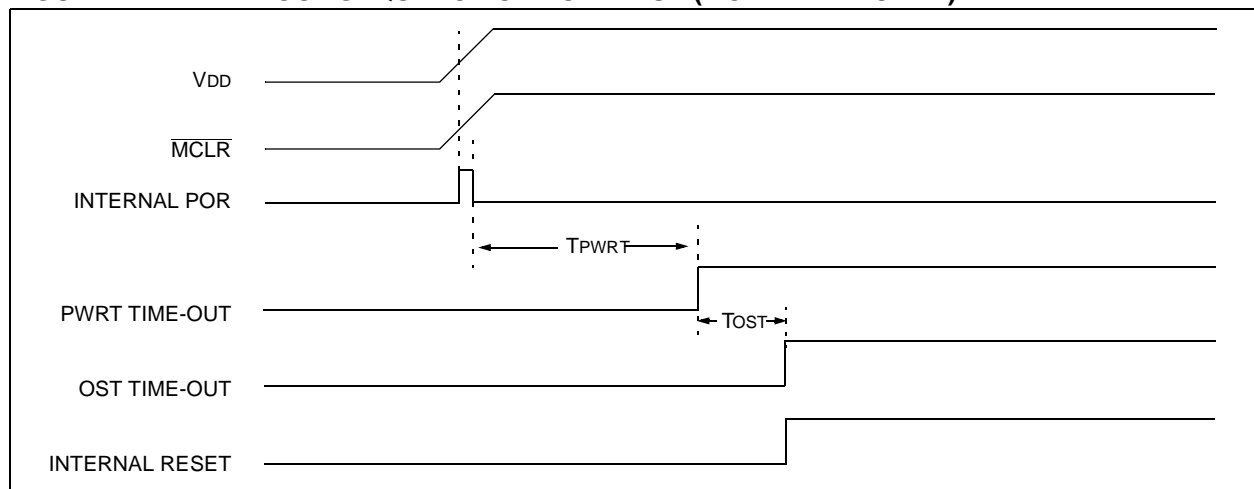 VDD
MCLR
INTERNAL POR
TPWRT
PWRT TIME-OUT
TOST
OST TIME-OUT
INTERNAL RESET